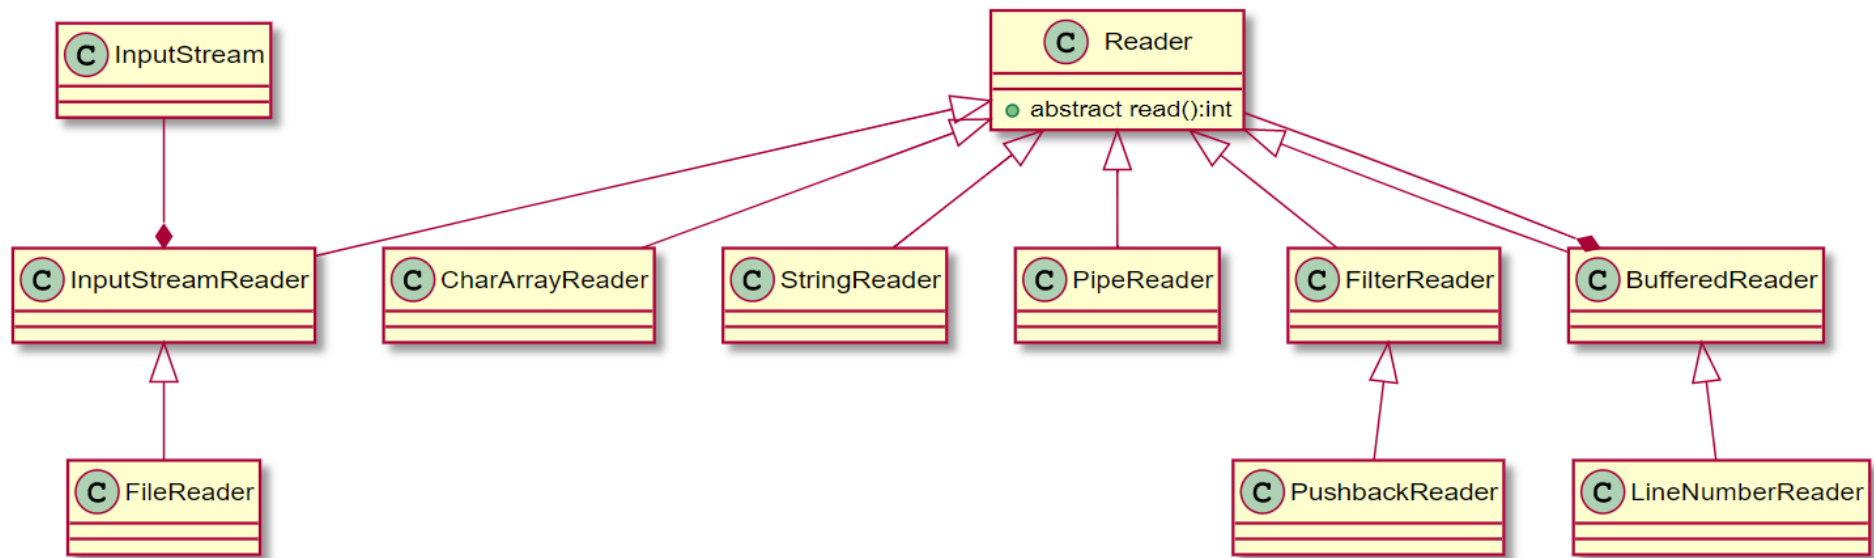 C InputStream
C Reader
abstract read():int
C InputStreamReader
C CharArrayReader
C StringReader
C PipeReader
C FilterReader
C BufferedReader
C FileReader
C PushbackReader
C LineNumberReader